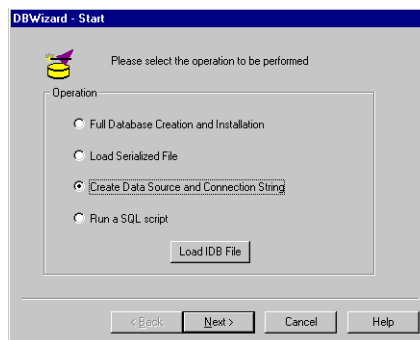 DBWizard - Start
Please select the operation to be performed
Operation
Full Database Creation and Installation
Load Serialized File
Create Data Source and Connection String
Run a SQL script
Load IDB File
< Back
Next >
Cancel
Help